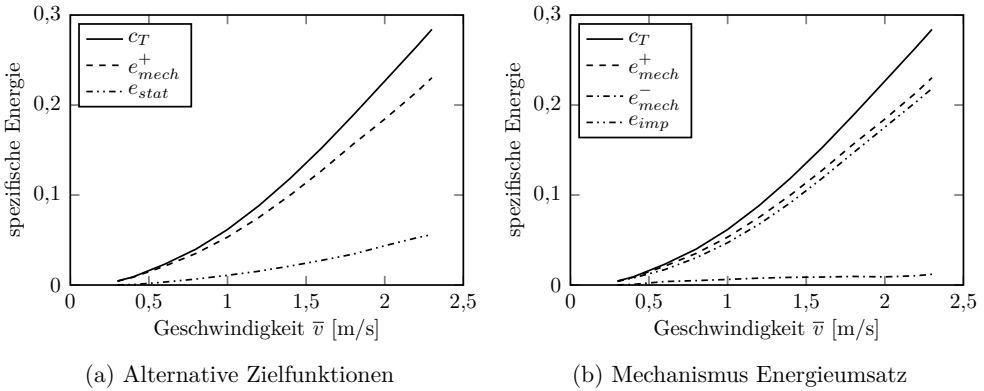 0,3
0,2
0,1
0
0
0,5
1
1,5
2
2,5
spezifische Energie
Geschwindigkeit v̅ [m/s]
c_T
e^+_{mech}
e_{stat}
(a) Alternative Zielfunktionen
0,3
0,2
0,1
0
0
0,5
1
1,5
2
2,5
spezifische Energie
Geschwindigkeit v̅ [m/s]
c_T
e^+_{mech}
e^-_{mech}
e_{imp}
(b) Mechanismus Energieumsatz